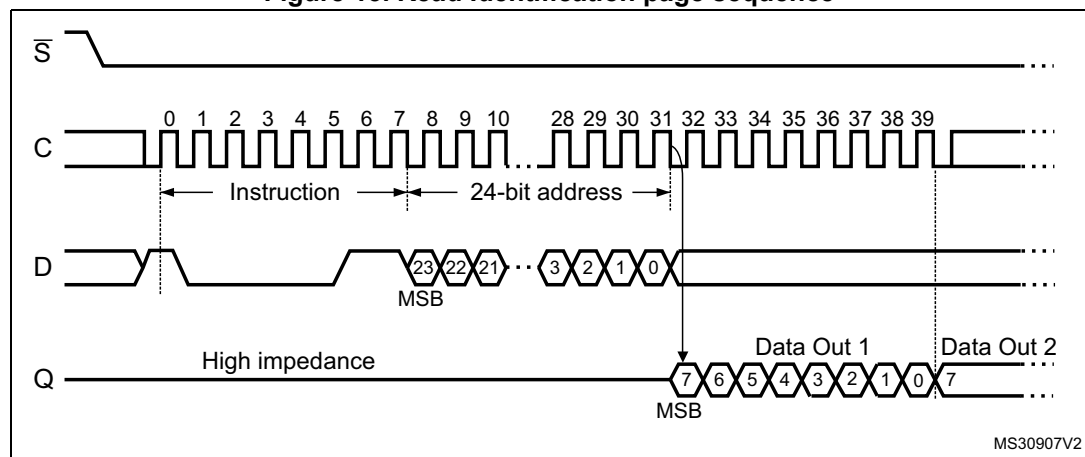 Figure 18. Read identification page sequence
S
0 1 2 3 4 5 6 7 8 9 10 28 29 30 31 32 33 34 35 36 37 38 39
C
Instruction 24-bit address
D 23 22 21 3 2 1 0
MSB
High impedance Data Out 1 Data Out 2
Q 7 6 5 4 3 2 1 0 7
MSB
MS30907V2